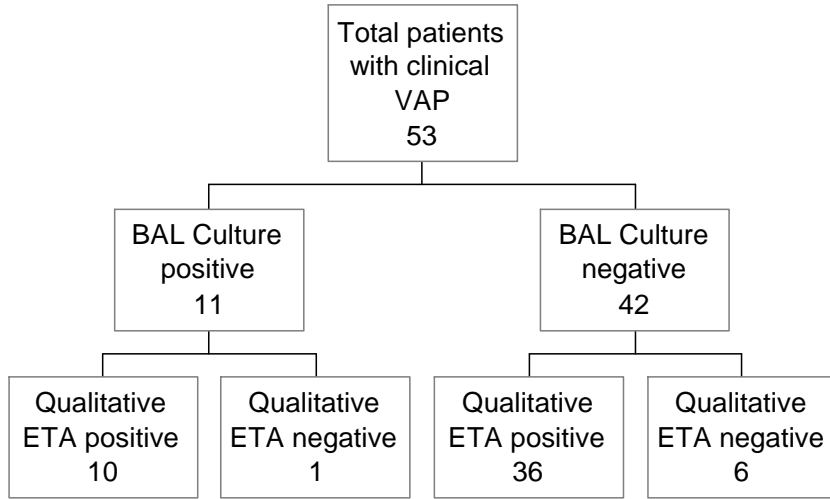 Total patients
with clinical
VAP
53
BAL Culture
positive
11
BAL Culture
negative
42
Qualitative
ETA positive
10
Qualitative
ETA negative
1
Qualitative
ETA positive
36
Qualitative
ETA negative
6